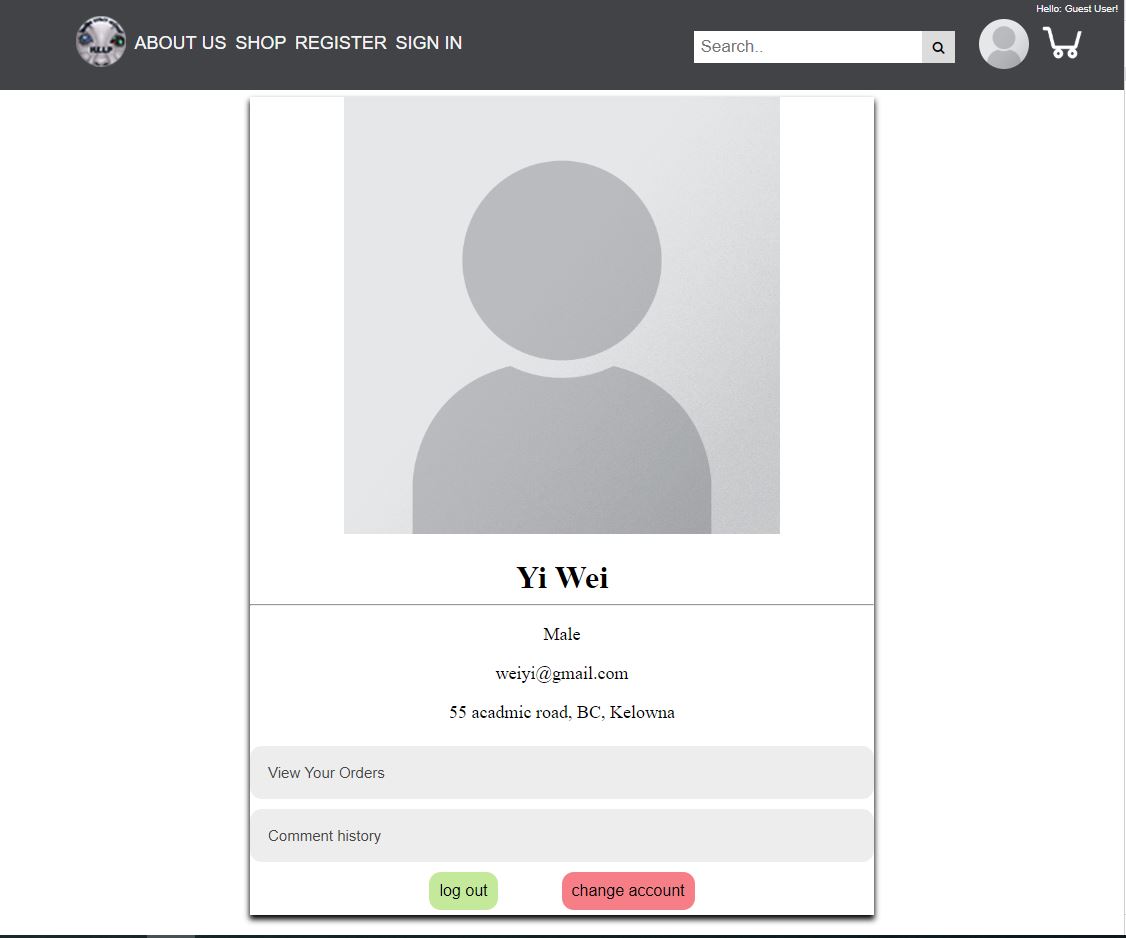 Hello: Guest User!
ABOUT US SHOP REGISTER SIGN IN
Search..
Yi Wei
Male
weiyi@gmail.com
55 acadmic road, BC, Kelowna
View Your Orders
Comment history
log out change account